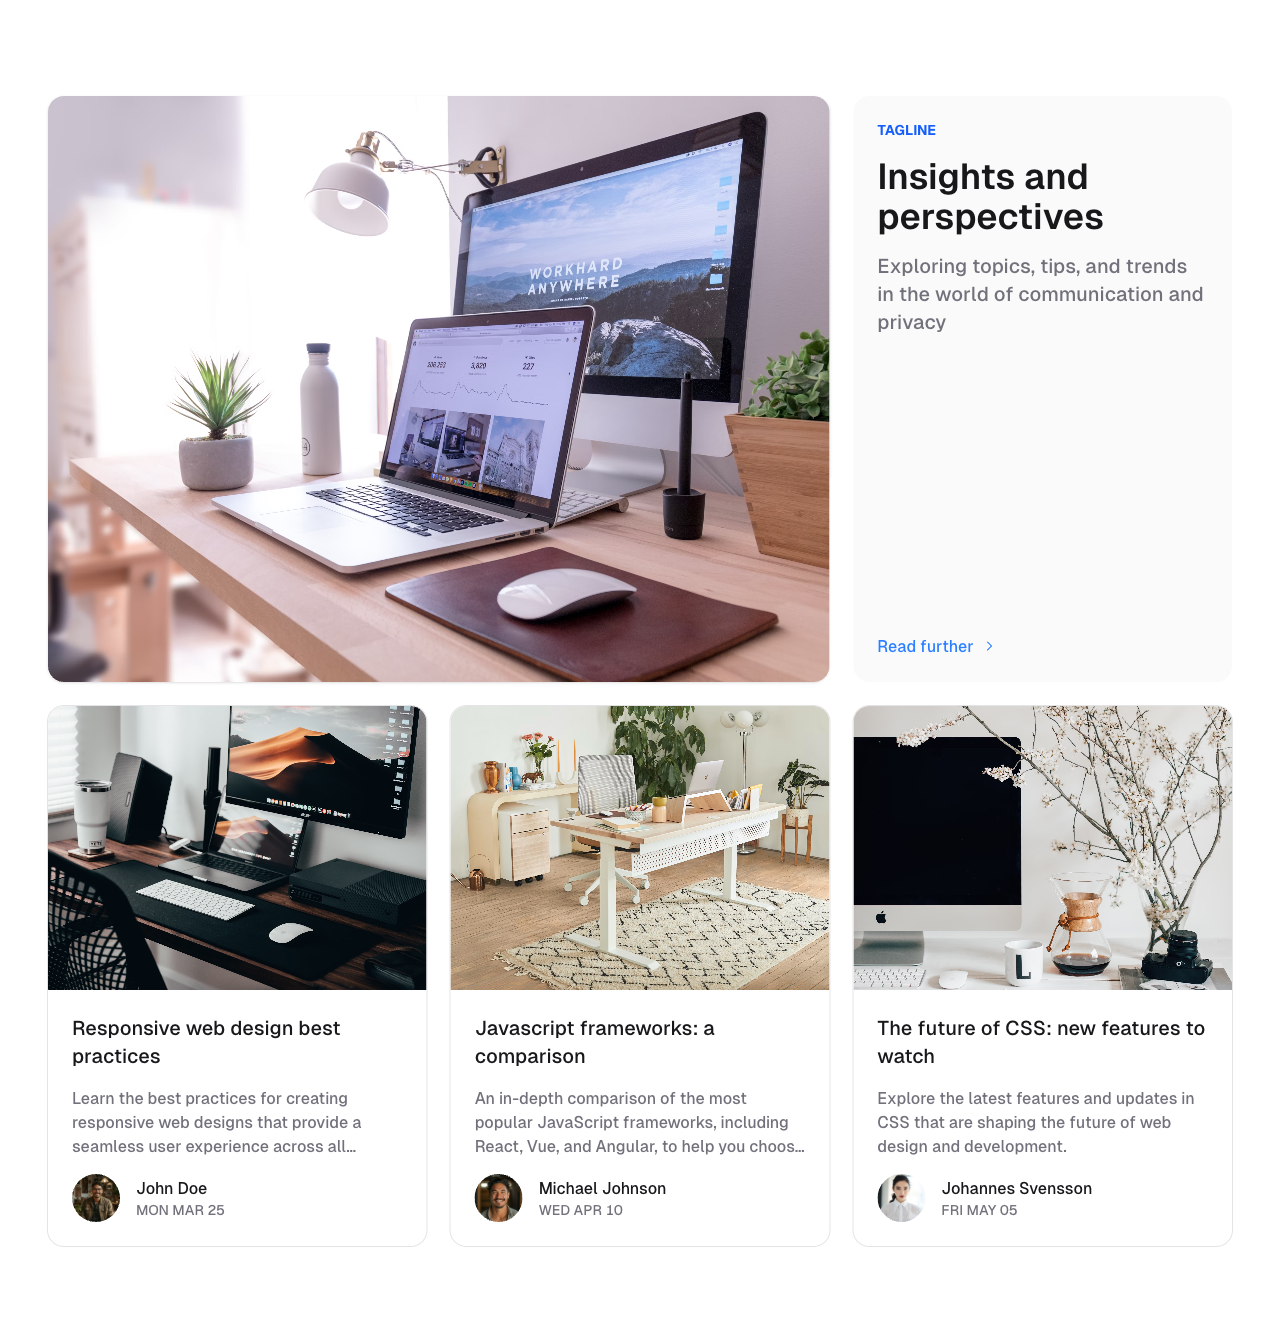 WORKHARD
ANYWHERE
5,820
227
TAGLINE
Insights and
perspectives
Exploring topics, tips, and trends
in the world of communication and
privacy
Read further
YETI
L
Responsive web design best
practices
Learn the best practices for creating
responsive web designs that provide a
seamless user experience across all...
John Doe
MON MAR 25
Javascript frameworks: a
comparison
An in-depth comparison of the most
popular JavaScript frameworks, including
React, Vue, and Angular, to help you choos...
Michael Johnson
WED APR 10
The future of CSS: new features to
watch
Explore the latest features and updates in
CSS that are shaping the future of web
design and development.
Johannes Svensson
FRI MAY 05